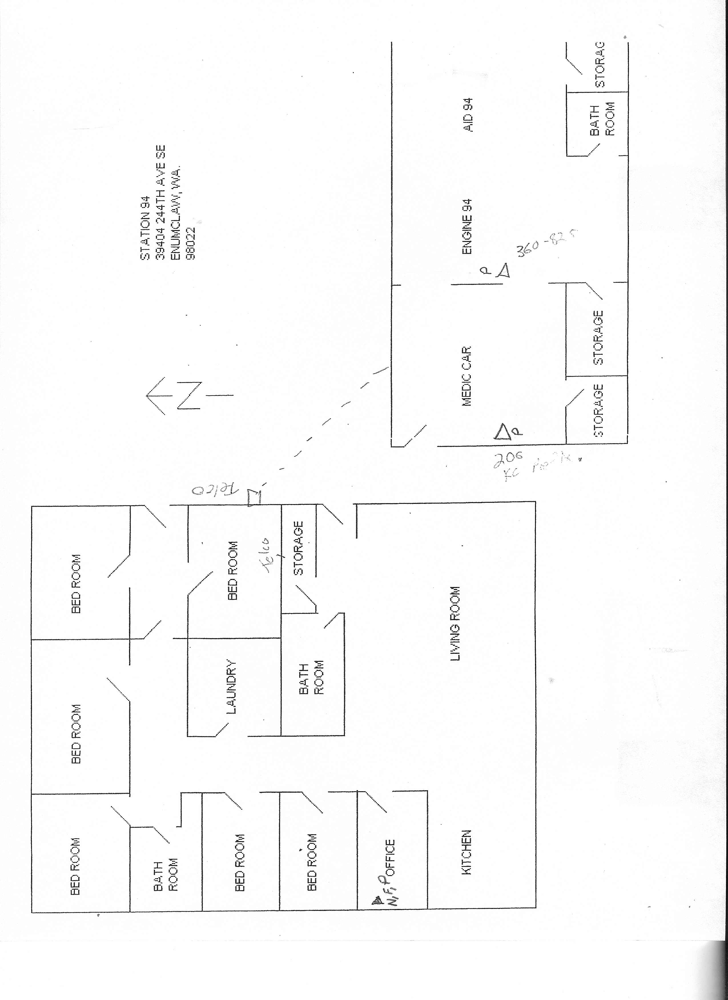 BED ROOM
BED ROOM
BED ROOM
STATION 94
39404 244TH AVE SE
ENUMCLAW, WA.
98022
BATH
ROOM
BED ROOM
LAUNDRY
BED ROOM
Telco
Telco
BED ROOM
BATH
ROOM
STORAGE
N, F, P
OFFICE
KITCHEN
LIVING ROOM
MEDIC CAR
ENGINE 94
AID 94
P
P
206
KC
360-825
STORAGE
STORAGE
BATH
ROOM
STORAG